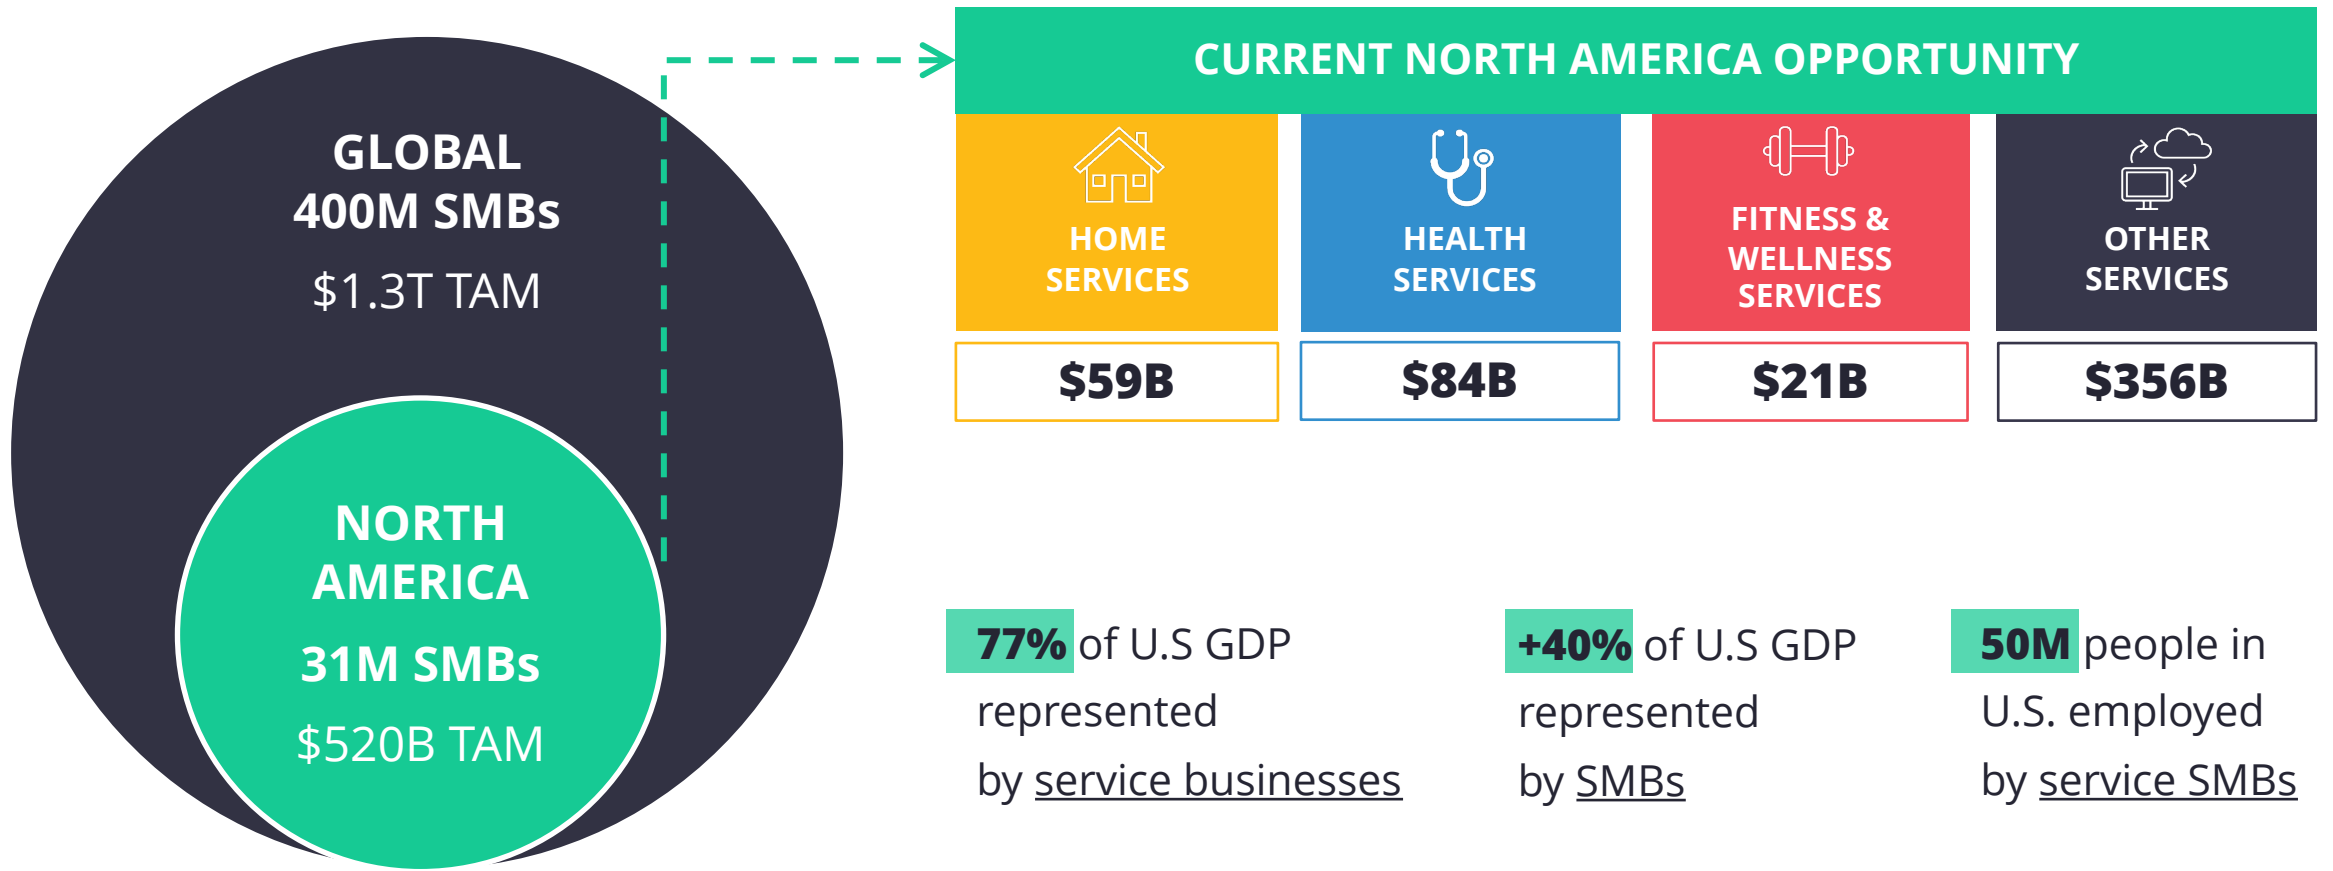 GLOBAL
400M SMBs
$1.3T TAM
NORTH
AMERICA
31M SMBs
$520B TAM
CURRENT NORTH AMERICA OPPORTUNITY
HOME
SERVICES
$59B
HEALTH
SERVICES
$84B
FITNESS &
WELLNESS
SERVICES
$21B
OTHER
SERVICES
$356B
77% of U.S GDP
represented
by service businesses
+40% of U.S GDP
represented
by SMBs
50M people in
U.S. employed
by service SMBs